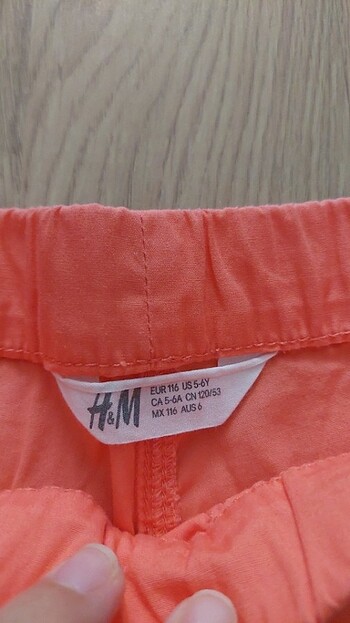 H&M
EUR 116 US 5-6Y
CA 5-6A CN 120/53
MX 116 AUS 6